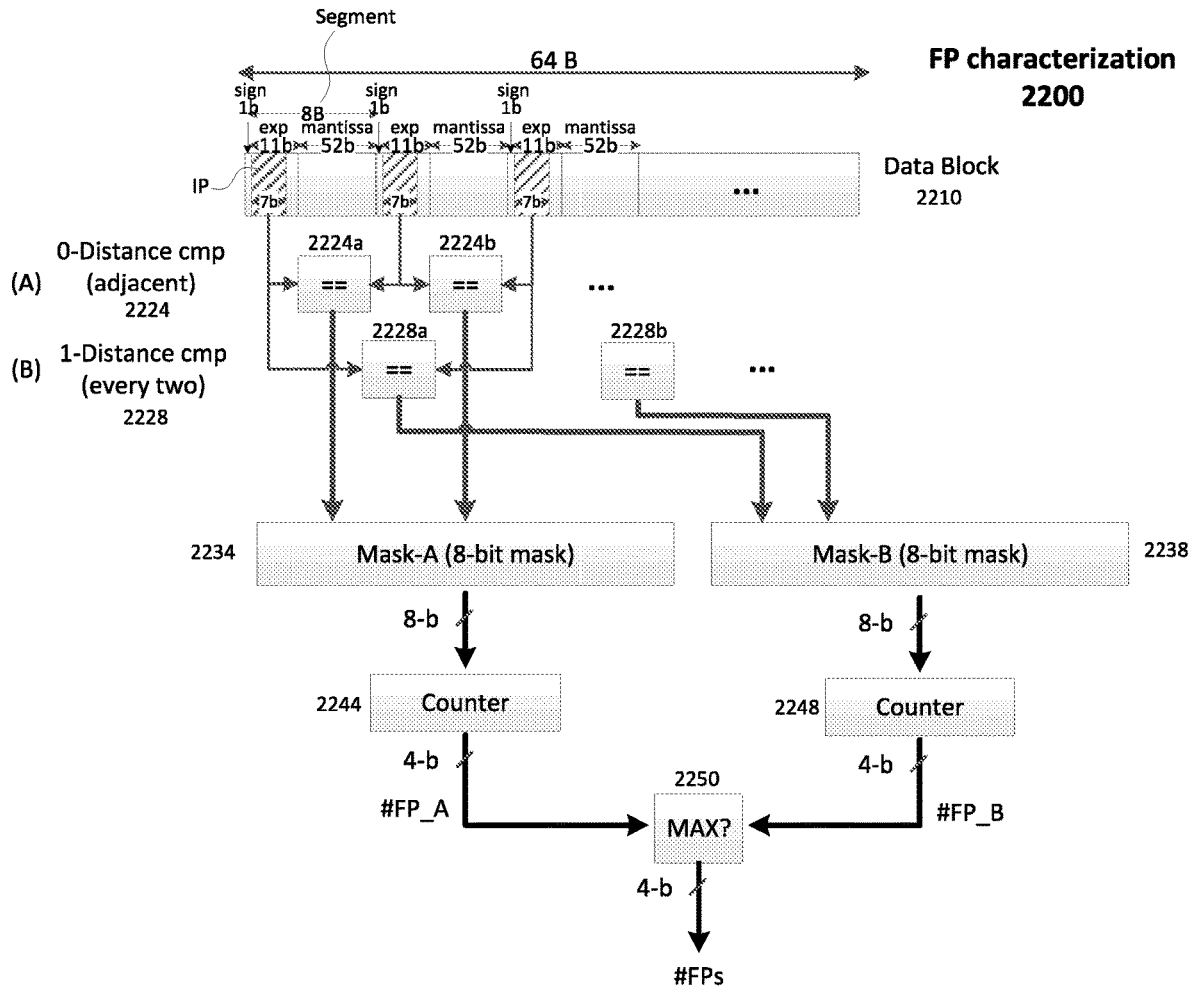 Segment
64 B
FP characterization
2200
sign sign sign
1b 8B 1b 1b
exp mantissa exp mantissa exp mantissa
11b 52b 11b 52b 11b 52b
IP
7b 7b 7b
...
Data Block
2210
2224a 2224b
0-Distance cmp
(A) (adjacent) == == ...
2224
2228a 2228b
1-Distance cmp
(B) (every two) == == ...
2228
2234 Mask-A (8-bit mask) Mask-B (8-bit mask) 2238
8-b 8-b
2244 Counter 2248 Counter
4-b 4-b
2250
#FP_A MAX? #FP_B
4-b
#FPs